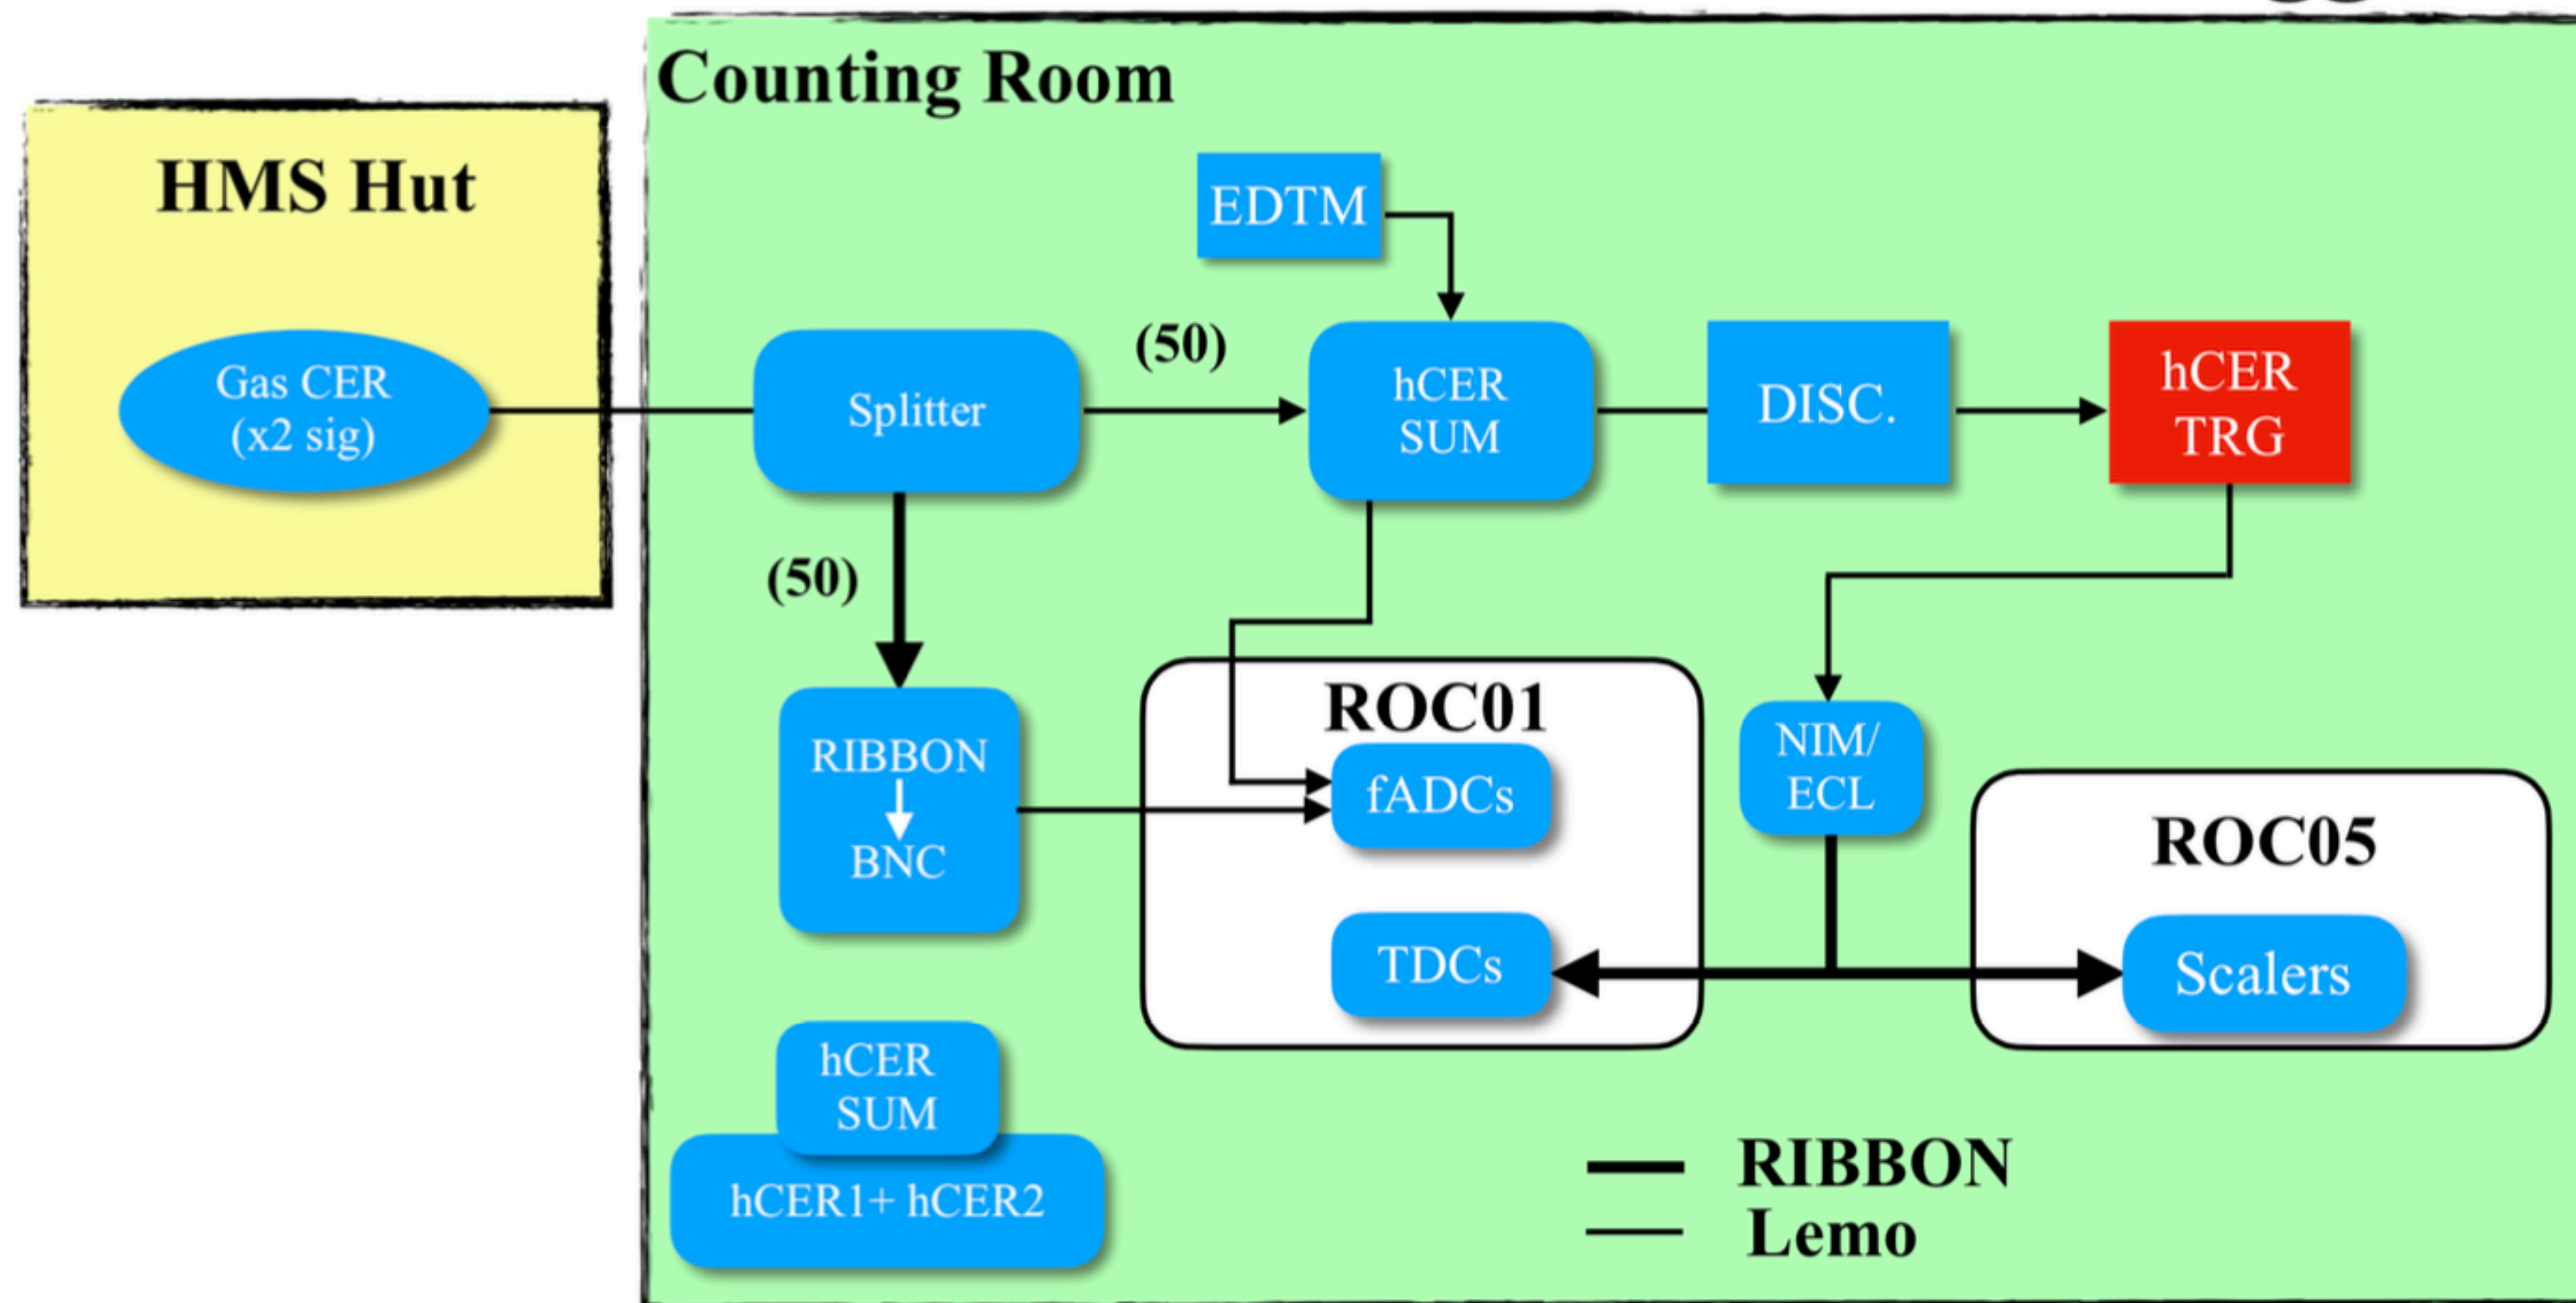 Counting Room
HMS Hut
EDTM
Gas CER
(x2 sig)
Splitter
(50)
hCER
SUM
DISC.
hCER
TRG
(50)
RIBBON
BNC
ROC01
fADCs
TDCs
NIM/
ECL
ROC05
Scalers
hCER
SUM
hCER1+ hCER2
RIBBON
Lemo